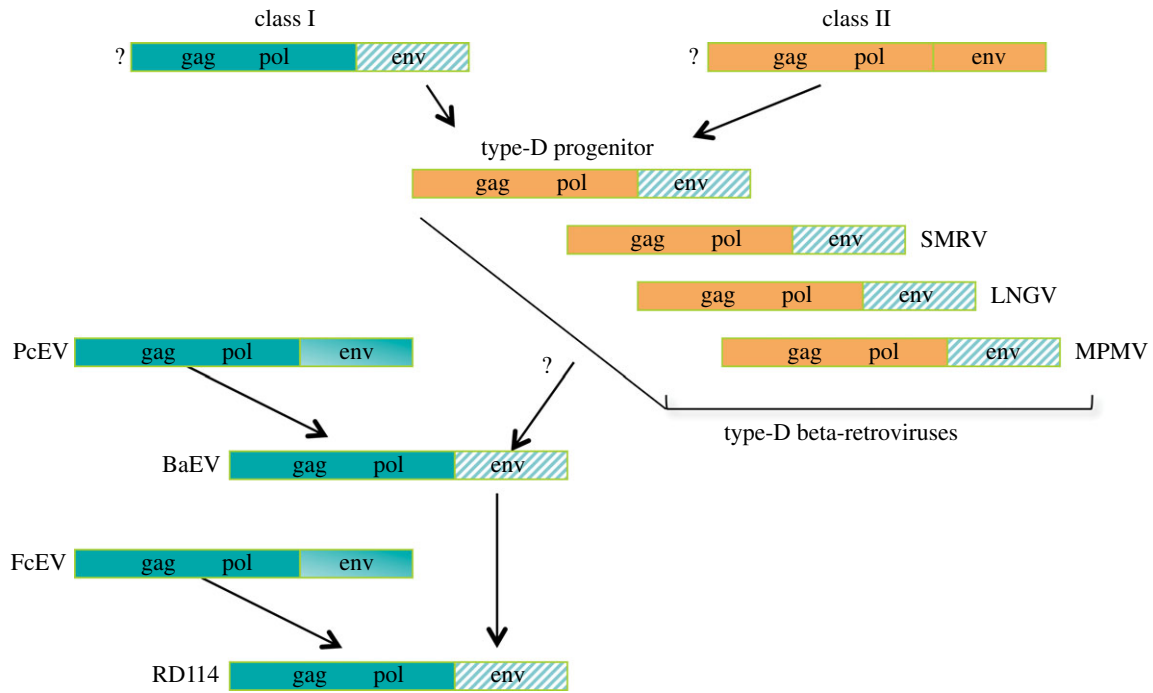 class I class II
? gag pol env ? gag pol env
type-D progenitor
gag pol env
gag pol env SMRV
gag pol env LNGV
PcEV gag pol env gag pol env MPMV
?
type-D beta-retroviruses
BaEV gag pol env
FcEV gag pol env
RD114 gag pol env